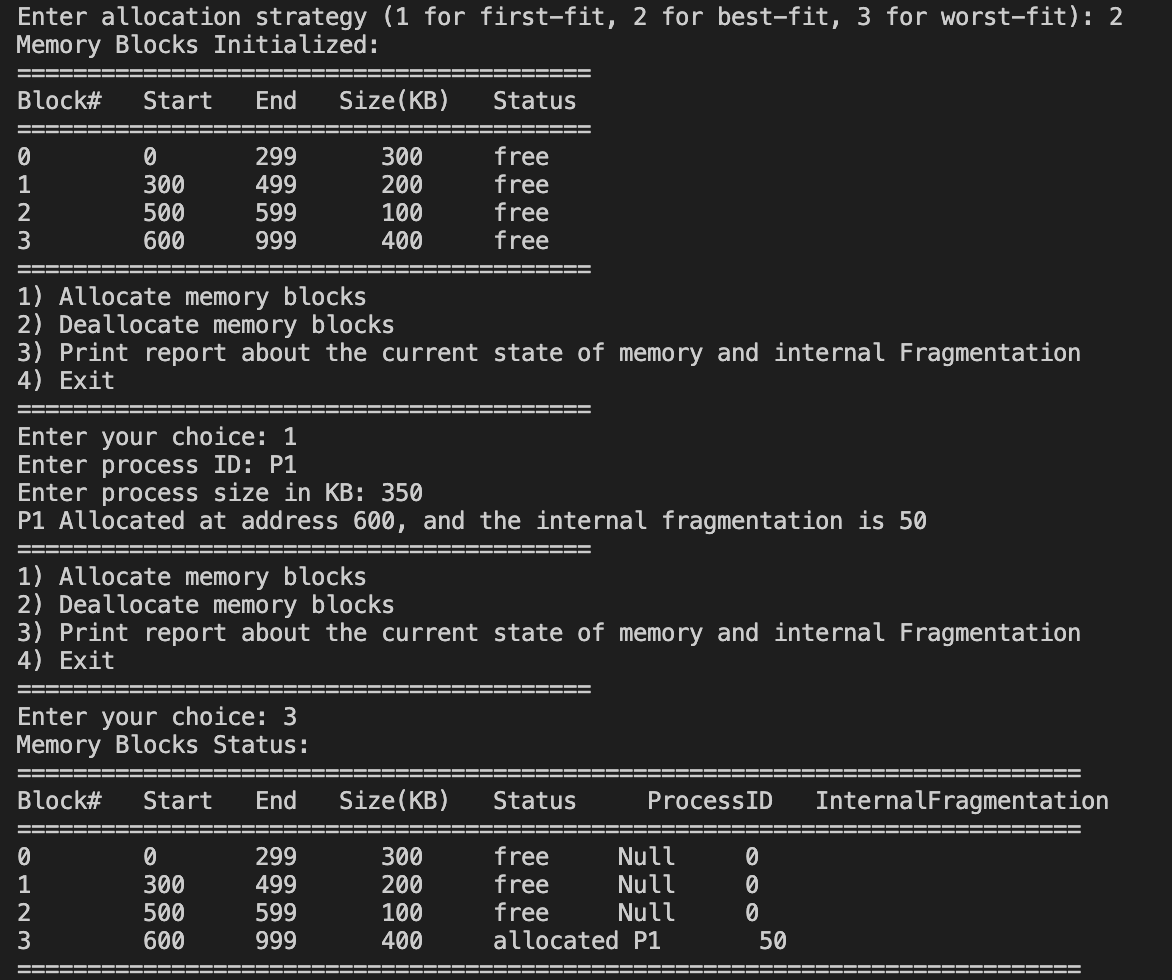 Enter allocation strategy (1 for first-fit, 2 for best-fit, 3 for worst-fit): 2
Memory Blocks Initialized:
=========================================
Block#   Start   End   Size(KB)   Status
=========================================
0        0       299      300     free
1        300     499      200     free
2        500     599      100     free
3        600     999      400     free
=========================================
1) Allocate memory blocks
2) Deallocate memory blocks
3) Print report about the current state of memory and internal Fragmentation
4) Exit
=========================================
Enter your choice: 1
Enter process ID: P1
Enter process size in KB: 350
P1 Allocated at address 600, and the internal fragmentation is 50
=========================================
1) Allocate memory blocks
2) Deallocate memory blocks
3) Print report about the current state of memory and internal Fragmentation
4) Exit
=========================================
Enter your choice: 3
Memory Blocks Status:
============================================================================
Block#   Start   End   Size(KB)   Status     ProcessID   InternalFragmentation
============================================================================
0        0       299      300     free     Null     0
1        300     499      200     free     Null     0
2        500     599      100     free     Null     0
3        600     999      400     allocated P1       50
============================================================================